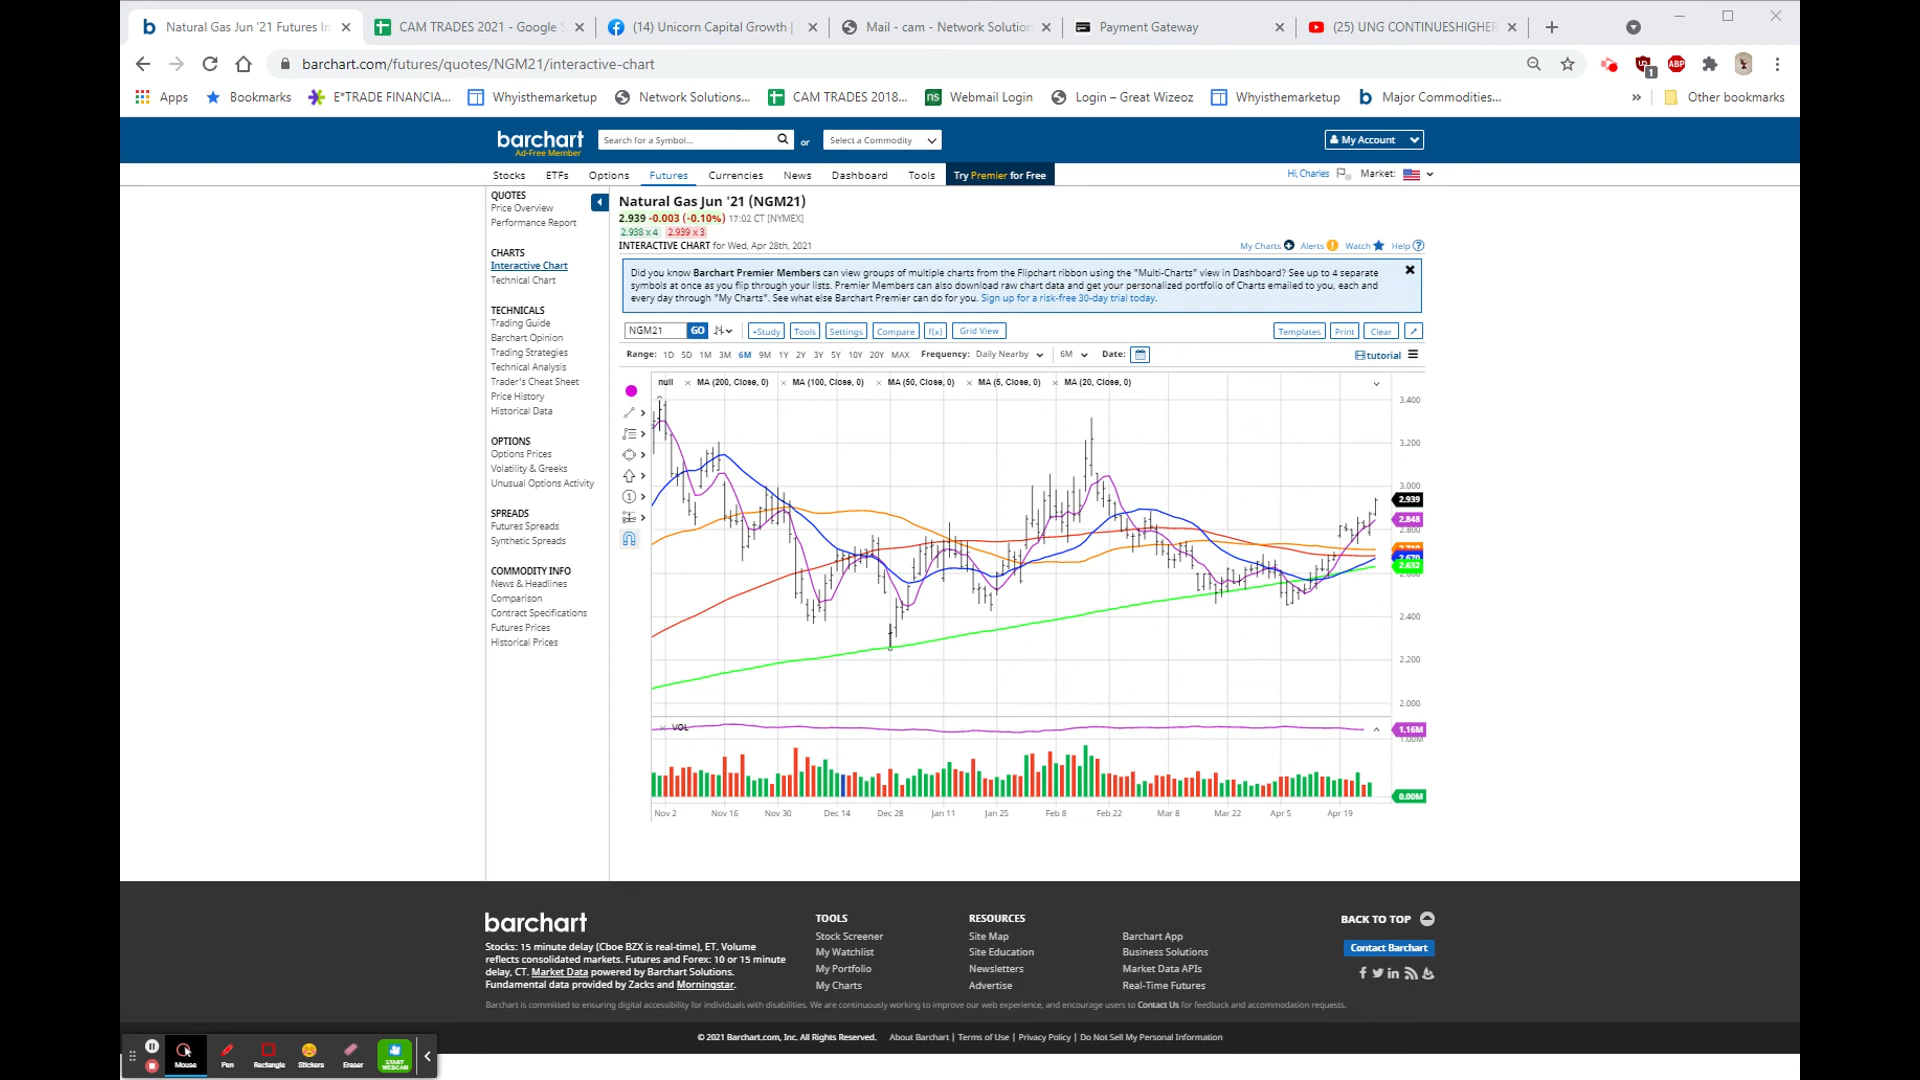 Natural Gas Jun '21 Futures In
CAM TRADES 2021 - Google S
(14) Unicorn Capital Growth |
Mail - cam - Network Solution
Payment Gateway
(25) UNG CONTINUESHIGHER
barchart.com/futures/quotes/NGM21/interactive-chart
1
ABP
Apps
Bookmarks
E*TRADE FINANCIA...
Whyisthemarketup
Network Solutions...
CAM TRADES 2018...
ns
Webmail Login
Login – Great Wizeoz
Whyisthemarketup
Major Commodities...
Other bookmarks
barchart
Ad-Free Member
Search for a Symbol...
or
Select a Commodity
My Account
Stocks ETFs Options Futures Currencies News Dashboard Tools Try Premier for Free
Hi, Charles
Market:
QUOTES
Price Overview
Performance Report
CHARTS
Interactive Chart
Technical Chart
TECHNICALS
Trading Guide
Barchart Opinion
Trading Strategies
Technical Analysis
Trader's Cheat Sheet
Price History
Historical Data
OPTIONS
Options Prices
Volatility & Greeks
Unusual Options Activity
SPREADS
Futures Spreads
Synthetic Spreads
COMMODITY INFO
News & Headlines
Comparison
Contract Specifications
Futures Prices
Historical Prices
Natural Gas Jun '21 (NGM21)
2.939 -0.003 (-0.10%) 17:02 CT [NYMEX]
2.938 x 4 2.939 x 3
INTERACTIVE CHART for Wed, Apr 28th, 2021
My Charts Alerts Watch Help
Did you know Barchart Premier Members can view groups of multiple charts from the Flipchart ribbon using the "Multi-Charts" view in Dashboard? See up to 4 separate
symbols at once as you flip through your lists. Premier Members can also download raw chart data and get your personalized portfolio of Charts emailed to you, each and
every day through "My Charts". See what else Barchart Premier can do for you. Sign up for a risk-free 30-day trial today.
NGM21 GO +Study Tools Settings Compare f(x) Grid View Templates Print Clear
Range: 1D 5D 1M 3M 6M 9M 1Y 2Y 3Y 5Y 10Y 20Y MAX Frequency: Daily Nearby 6M Date: tutorial
null MA (200, Close, 0) MA (100, Close, 0) MA (50, Close, 0) MA (5, Close, 0) MA (20, Close, 0)
3.400
3.200
3.000
2.939
2.848
2.800
2.632
2.400
2.200
2.000
VOL
1.16M
1.00M
0.00M
Nov 2 Nov 16 Nov 30 Dec 14 Dec 28 Jan 11 Jan 25 Feb 8 Feb 22 Mar 8 Mar 22 Apr 5 Apr 19
barchart
Stocks: 15 minute delay (Cboe BZX is real-time), ET. Volume
reflects consolidated markets. Futures and Forex: 10 or 15 minute
delay, CT. Market Data powered by Barchart Solutions.
Fundamental data provided by Zacks and Morningstar.
TOOLS
Stock Screener
My Watchlist
My Portfolio
My Charts
RESOURCES
Site Map
Site Education
Newsletters
Advertise
Barchart App
Business Solutions
Market Data APIs
Real-Time Futures
BACK TO TOP
Contact Barchart
Barchart is committed to ensuring digital accessibility for individuals with disabilities. We are continuously working to improve our web experience, and encourage users to Contact Us for feedback and accommodation requests.
© 2021 Barchart.com, Inc. All Rights Reserved. About Barchart | Terms of Use | Privacy Policy | Do Not Sell My Personal Information
Mouse
Pen
Rectangle
Stickers
Eraser
START
WEBCAM